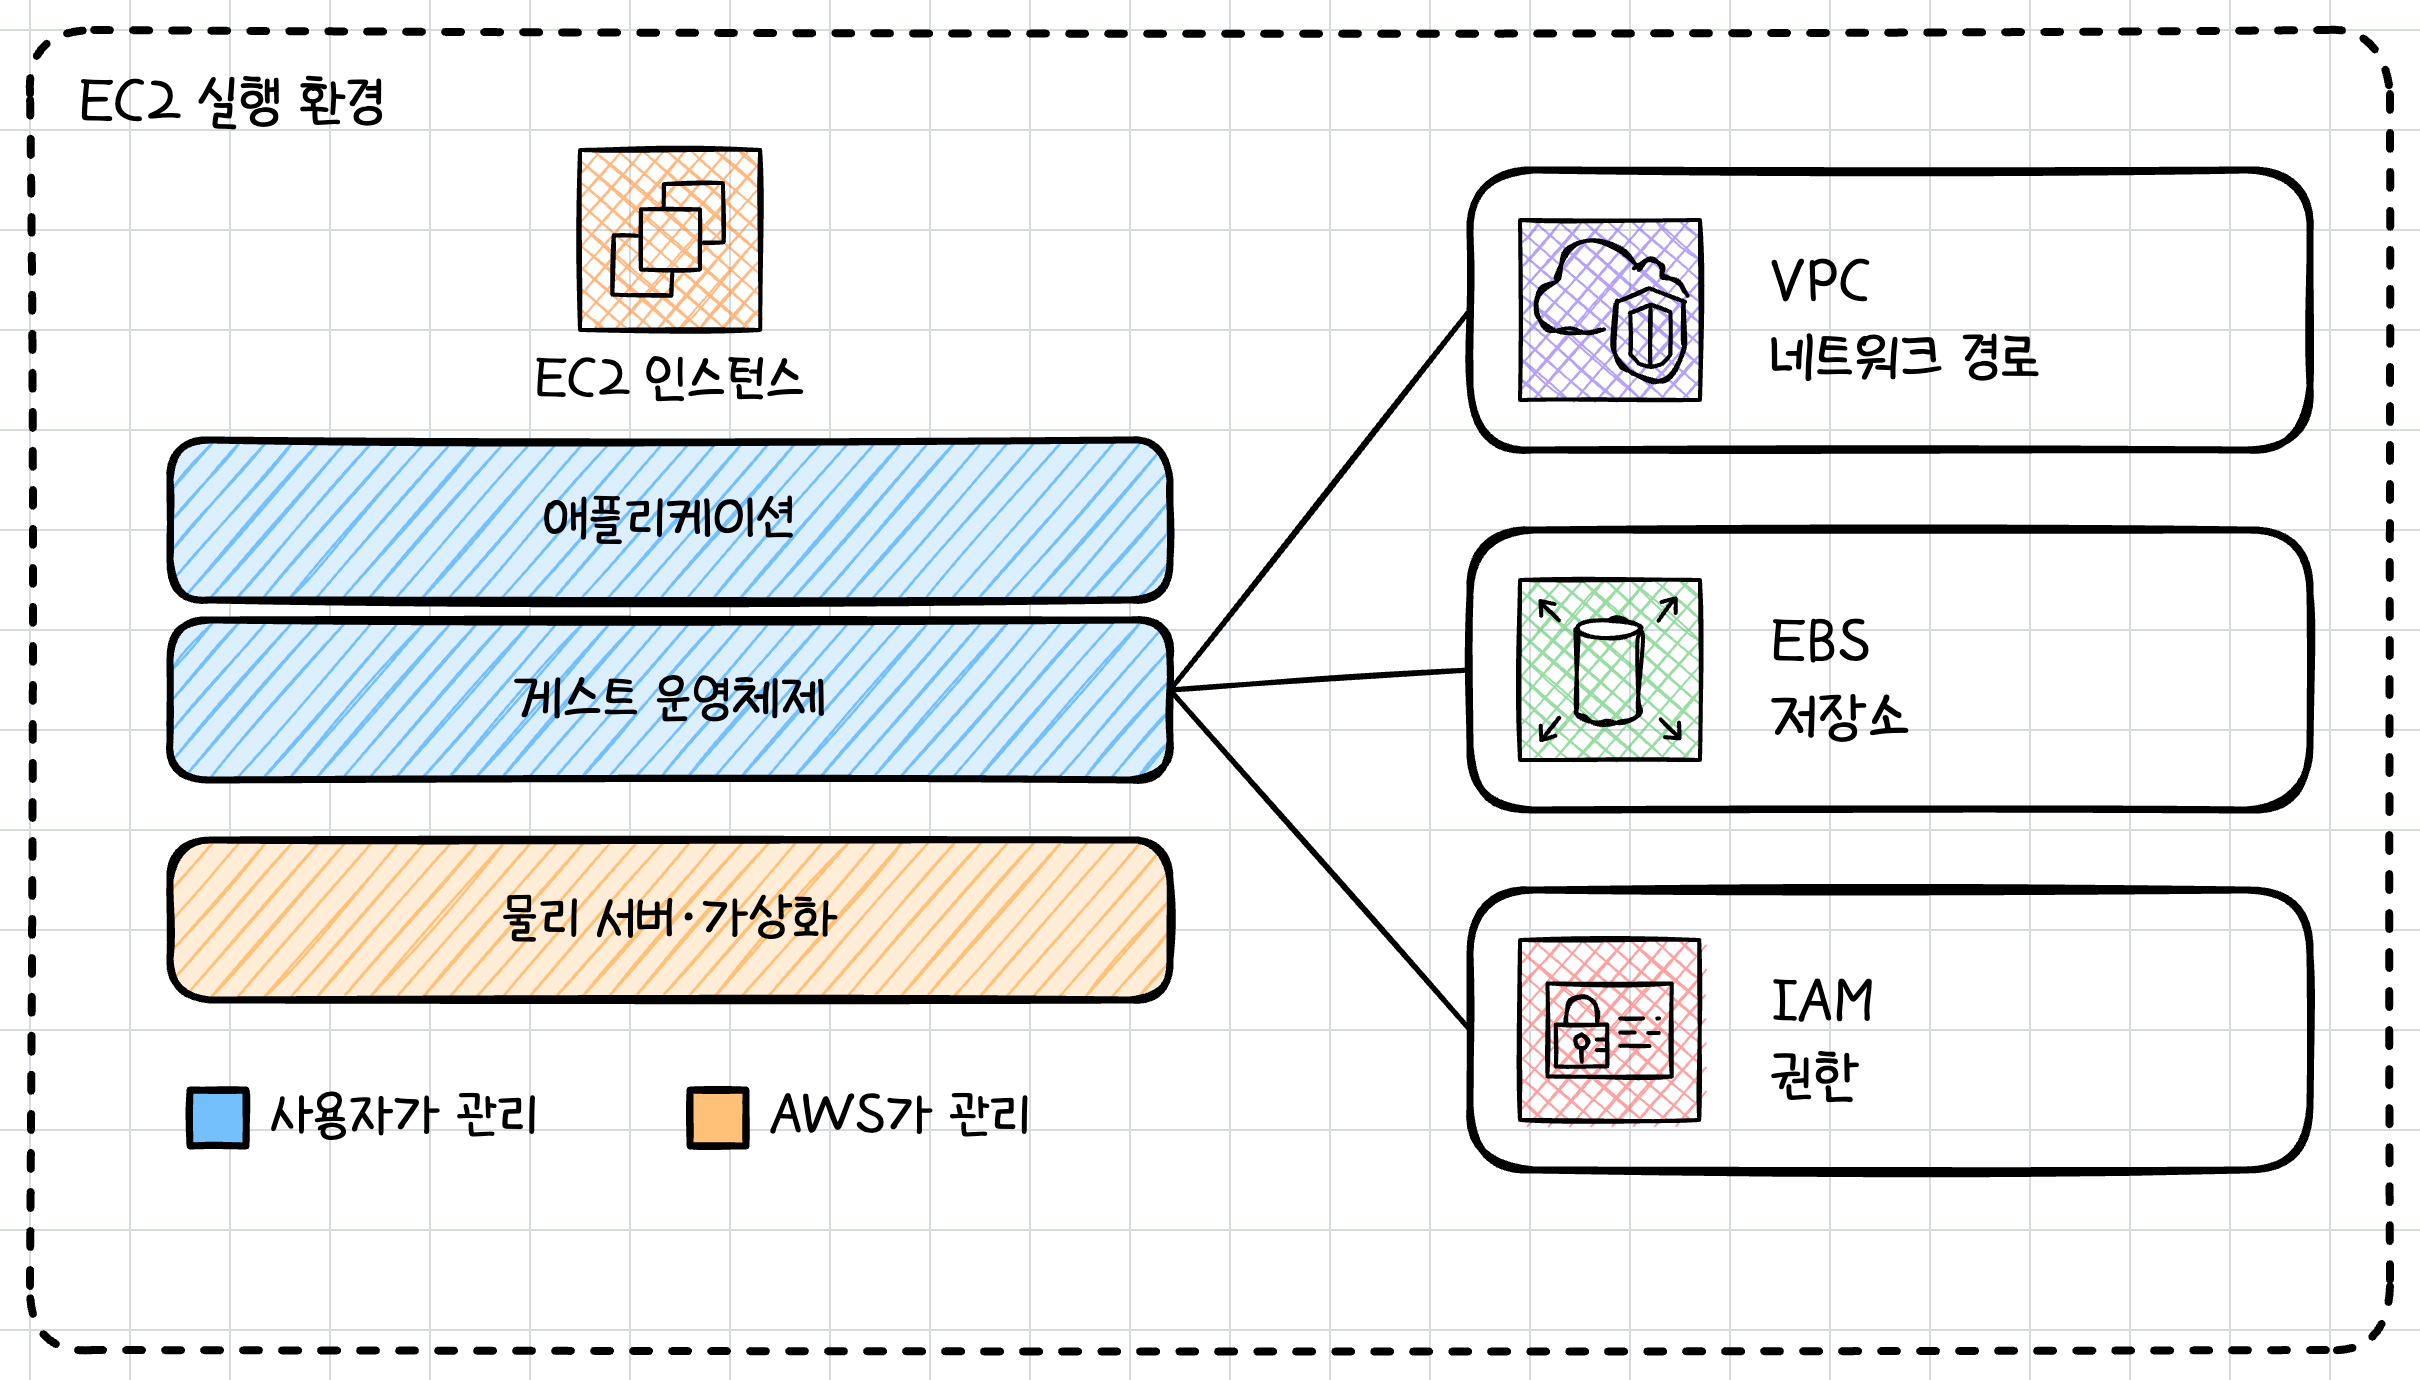 EC2 실행 환경
EC2 인스턴스
애플리케이션
게스트 운영체제
물리 서버·가상화
사용자가 관리
AWS가 관리
VPC
네트워크 경로
EBS
저장소
IAM
권한